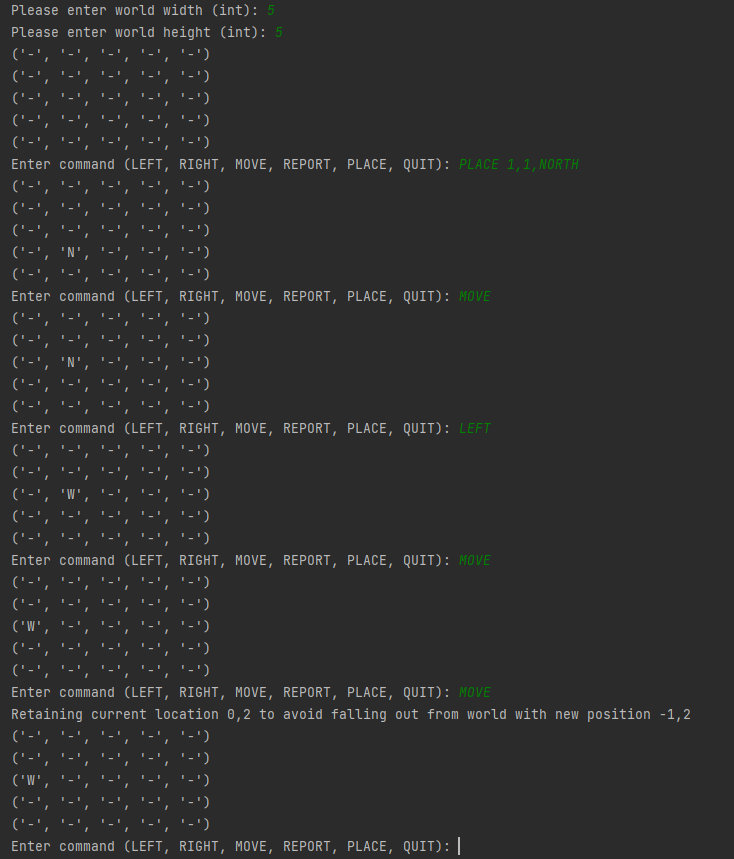 Please enter world width (int): 5
Please enter world height (int): 5
('-', '-', '-', '-', '-')
('-', '-', '-', '-', '-')
('-', '-', '-', '-', '-')
('-', '-', '-', '-', '-')
('-', '-', '-', '-', '-')
Enter command (LEFT, RIGHT, MOVE, REPORT, PLACE, QUIT): PLACE 1,1,NORTH
('-', '-', '-', '-', '-')
('-', '-', '-', '-', '-')
('-', '-', '-', '-', '-')
('-', 'N', '-', '-', '-')
('-', '-', '-', '-', '-')
Enter command (LEFT, RIGHT, MOVE, REPORT, PLACE, QUIT): MOVE
('-', '-', '-', '-', '-')
('-', '-', '-', '-', '-')
('-', 'N', '-', '-', '-')
('-', '-', '-', '-', '-')
('-', '-', '-', '-', '-')
Enter command (LEFT, RIGHT, MOVE, REPORT, PLACE, QUIT): LEFT
('-', '-', '-', '-', '-')
('-', '-', '-', '-', '-')
('-', 'W', '-', '-', '-')
('-', '-', '-', '-', '-')
('-', '-', '-', '-', '-')
Enter command (LEFT, RIGHT, MOVE, REPORT, PLACE, QUIT): MOVE
('-', '-', '-', '-', '-')
('-', '-', '-', '-', '-')
('W', '-', '-', '-', '-')
('-', '-', '-', '-', '-')
('-', '-', '-', '-', '-')
Enter command (LEFT, RIGHT, MOVE, REPORT, PLACE, QUIT): MOVE
Retaining current location 0,2 to avoid falling out from world with new position -1,2
('-', '-', '-', '-', '-')
('-', '-', '-', '-', '-')
('W', '-', '-', '-', '-')
('-', '-', '-', '-', '-')
('-', '-', '-', '-', '-')
Enter command (LEFT, RIGHT, MOVE, REPORT, PLACE, QUIT):